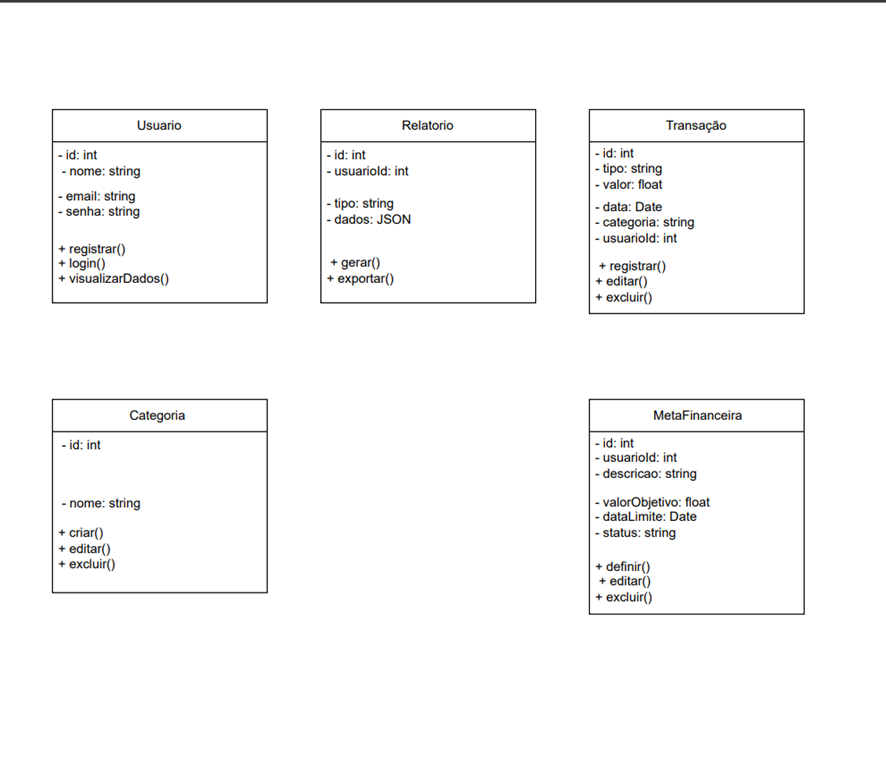 Usuario
- id: int
- nome: string
- email: string
- senha: string
+ registrar()
+ login()
+ visualizarDados()
Relatorio
- id: int
- usuarioId: int
- tipo: string
- dados: JSON
+ gerar()
+ exportar()
Transação
- id: int
- tipo: string
- valor: float
- data: Date
- categoria: string
- usuarioId: int
+ registrar()
+ editar()
+ excluir()
Categoria
- id: int
- nome: string
+ criar()
+ editar()
+ excluir()
MetaFinanceira
- id: int
- usuarioId: int
- descricao: string
- valorObjetivo: float
- dataLimite: Date
- status: string
+ definir()
+ editar()
+ excluir()